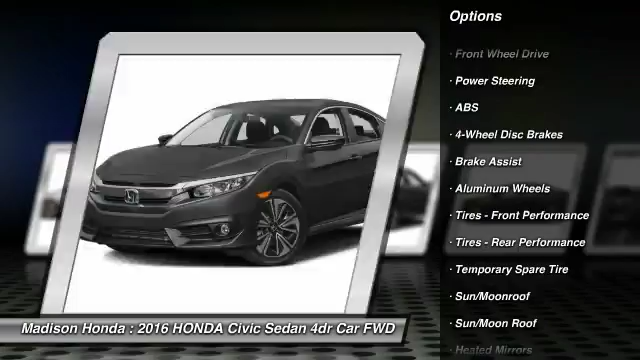 Options
· Front Wheel Drive
· Power Steering
· ABS
· 4-Wheel Disc Brakes
· Brake Assist
· Aluminum Wheels
· Tires - Front Performance
· Tires - Rear Performance
· Temporary Spare Tire
· Sun/Moonroof
· Sun/Moon Roof
· Heated Mirrors
Madison Honda : 2016 HONDA Civic Sedan 4dr Car FWD